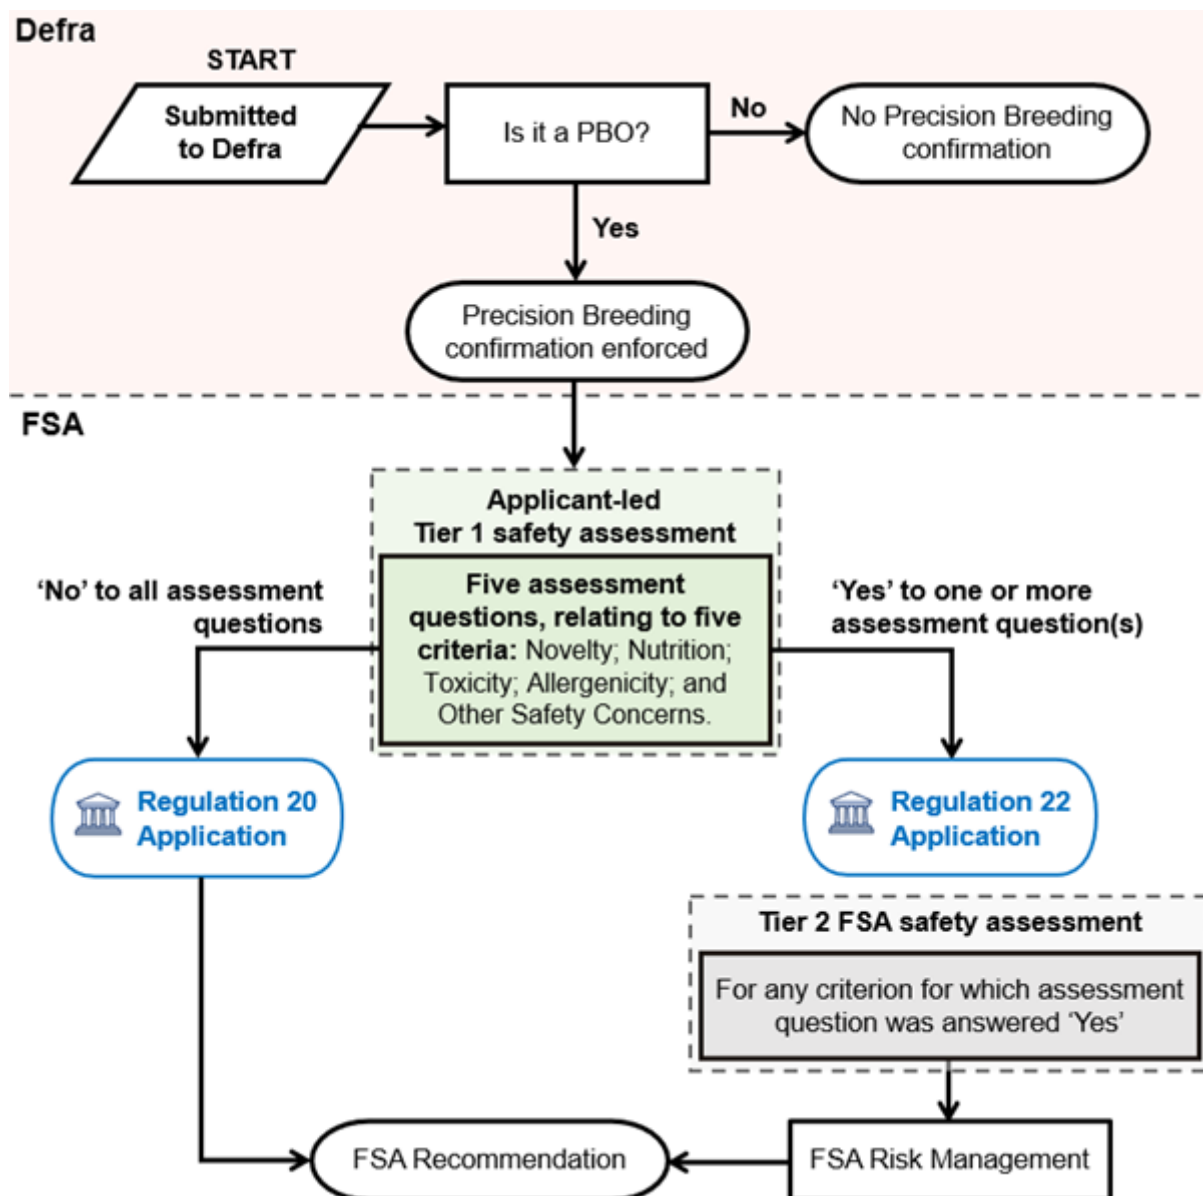 Defra
START
Submitted
to Defra
Is it a PBO?
No
No Precision Breeding
confirmation
Yes
Precision Breeding
confirmation enforced
FSA
Applicant-led
Tier 1 safety assessment
Five assessment
questions, relating to five
criteria: Novelty; Nutrition;
Toxicity; Allergenicity; and
Other Safety Concerns.
‘No’ to all assessment
questions
‘Yes’ to one or more
assessment question(s)
Regulation 20
Application
Regulation 22
Application
Tier 2 FSA safety assessment
For any criterion for which assessment
question was answered ‘Yes’
FSA Recommendation
FSA Risk Management